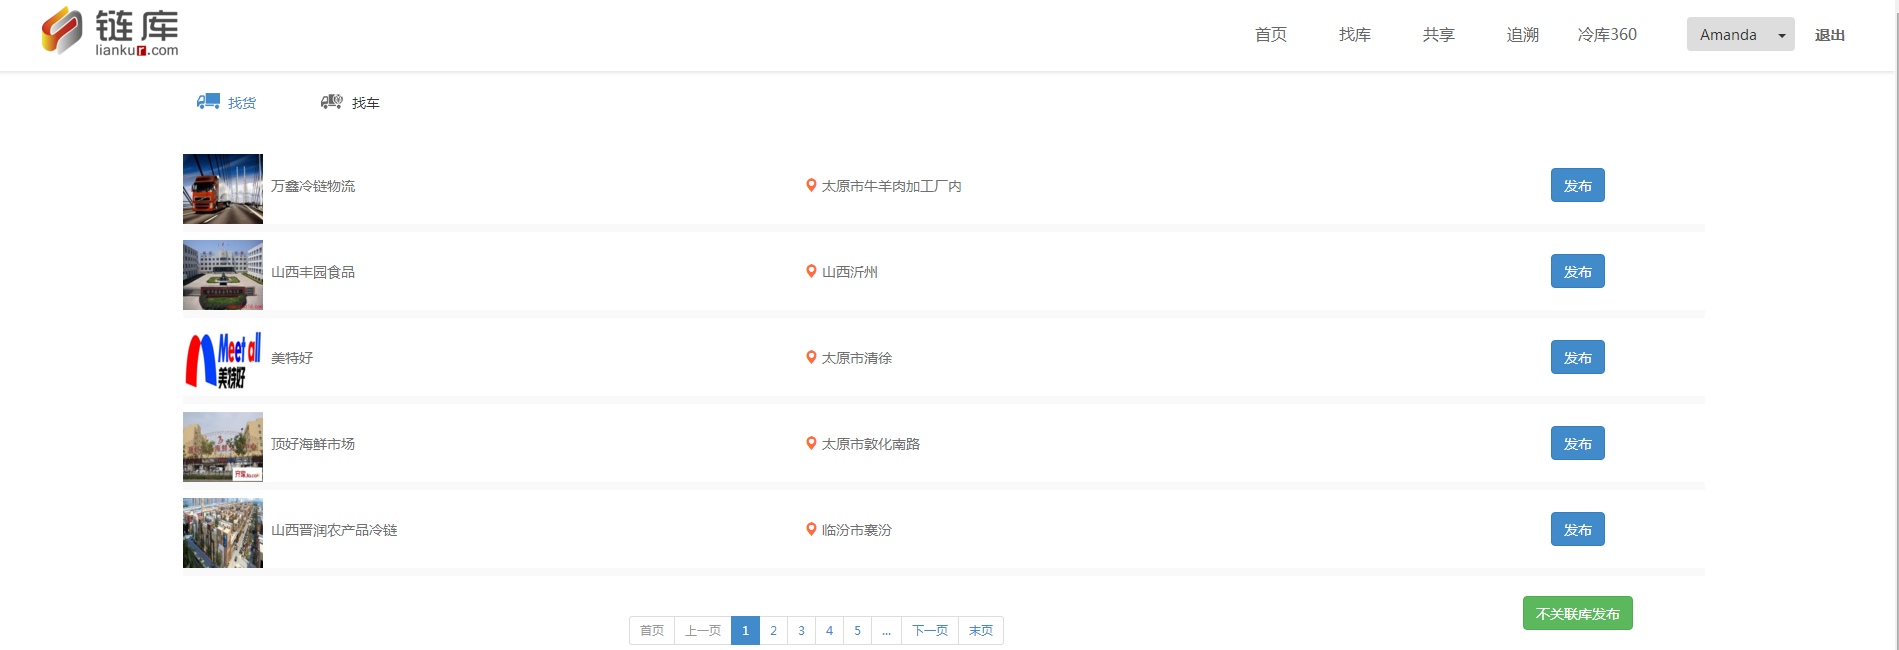 链库
liankur.com
首页 找库 共享 追溯 冷库360 Amanda 退出
找货 找车
万鑫冷链物流 太原市牛羊肉加工厂内 发布
山西丰园食品 山西沂州 发布
Meet all
美特好
美特好 太原市清徐 发布
顶好海鲜市场 太原市敦化南路 发布
山西晋润农产品冷链 临汾市襄汾 发布
不关联库发布
首页 上一页 1 2 3 4 5 ... 下一页 末页